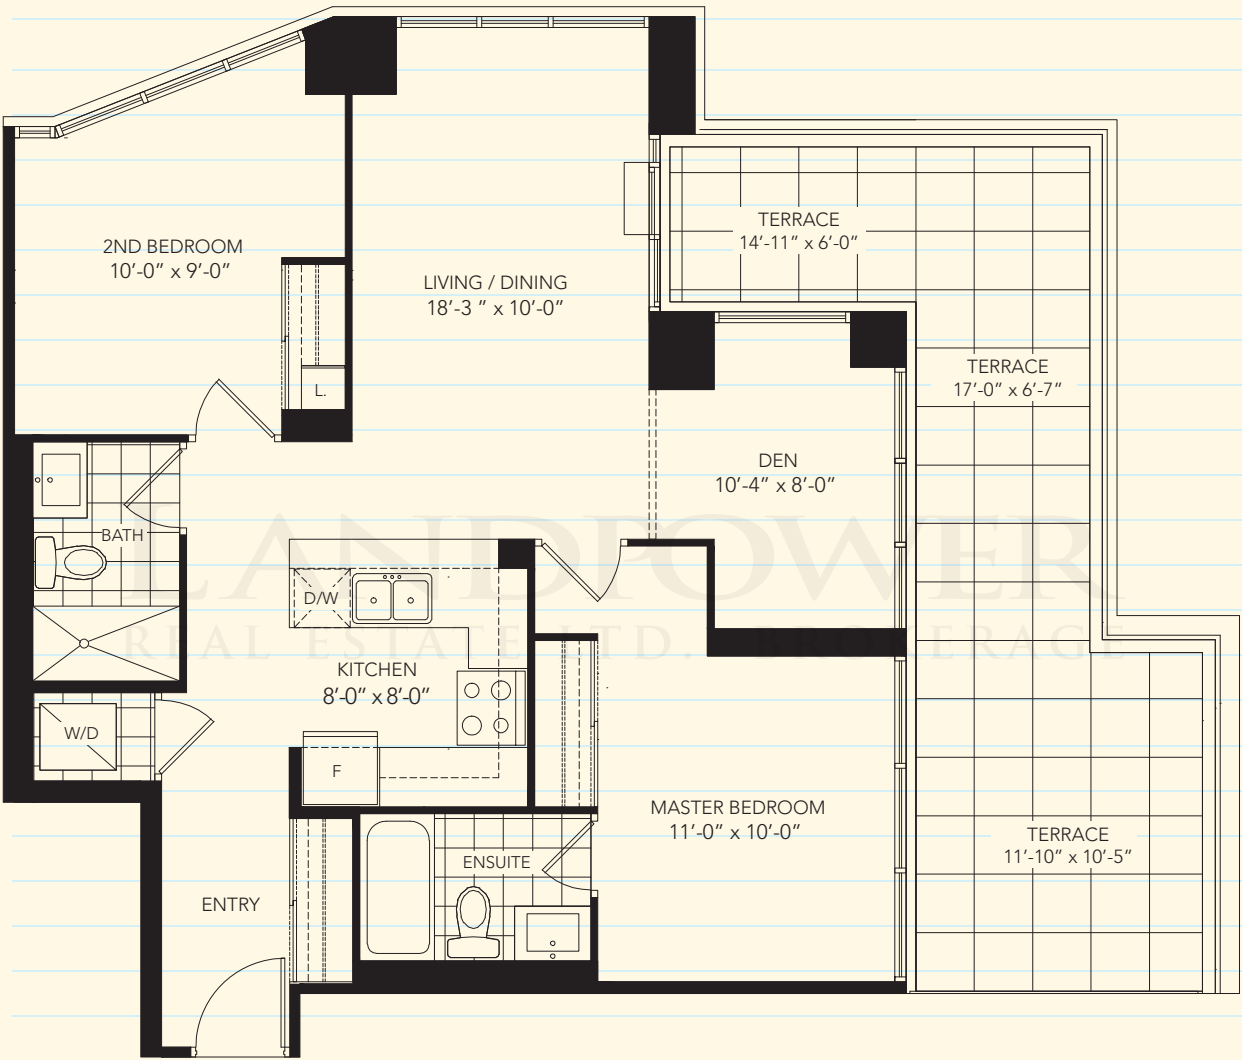 TERRACE
14'-11" x 6'-0"
2ND BEDROOM
10'-0" x 9'-0"
LIVING / DINING
18'-3 " x 10'-0"
TERRACE
17'-0" x 6'-7"
L.
DEN
10'-4" x 8'-0"
BATH
LANDPOWER
D/W
REAL ESTATE LTD. BROKERAGE
KITCHEN
8'-0" x 8'-0"
W/D
F
MASTER BEDROOM
11'-0" x 10'-0"
TERRACE
11'-10" x 10'-5"
ENSUITE
ENTRY